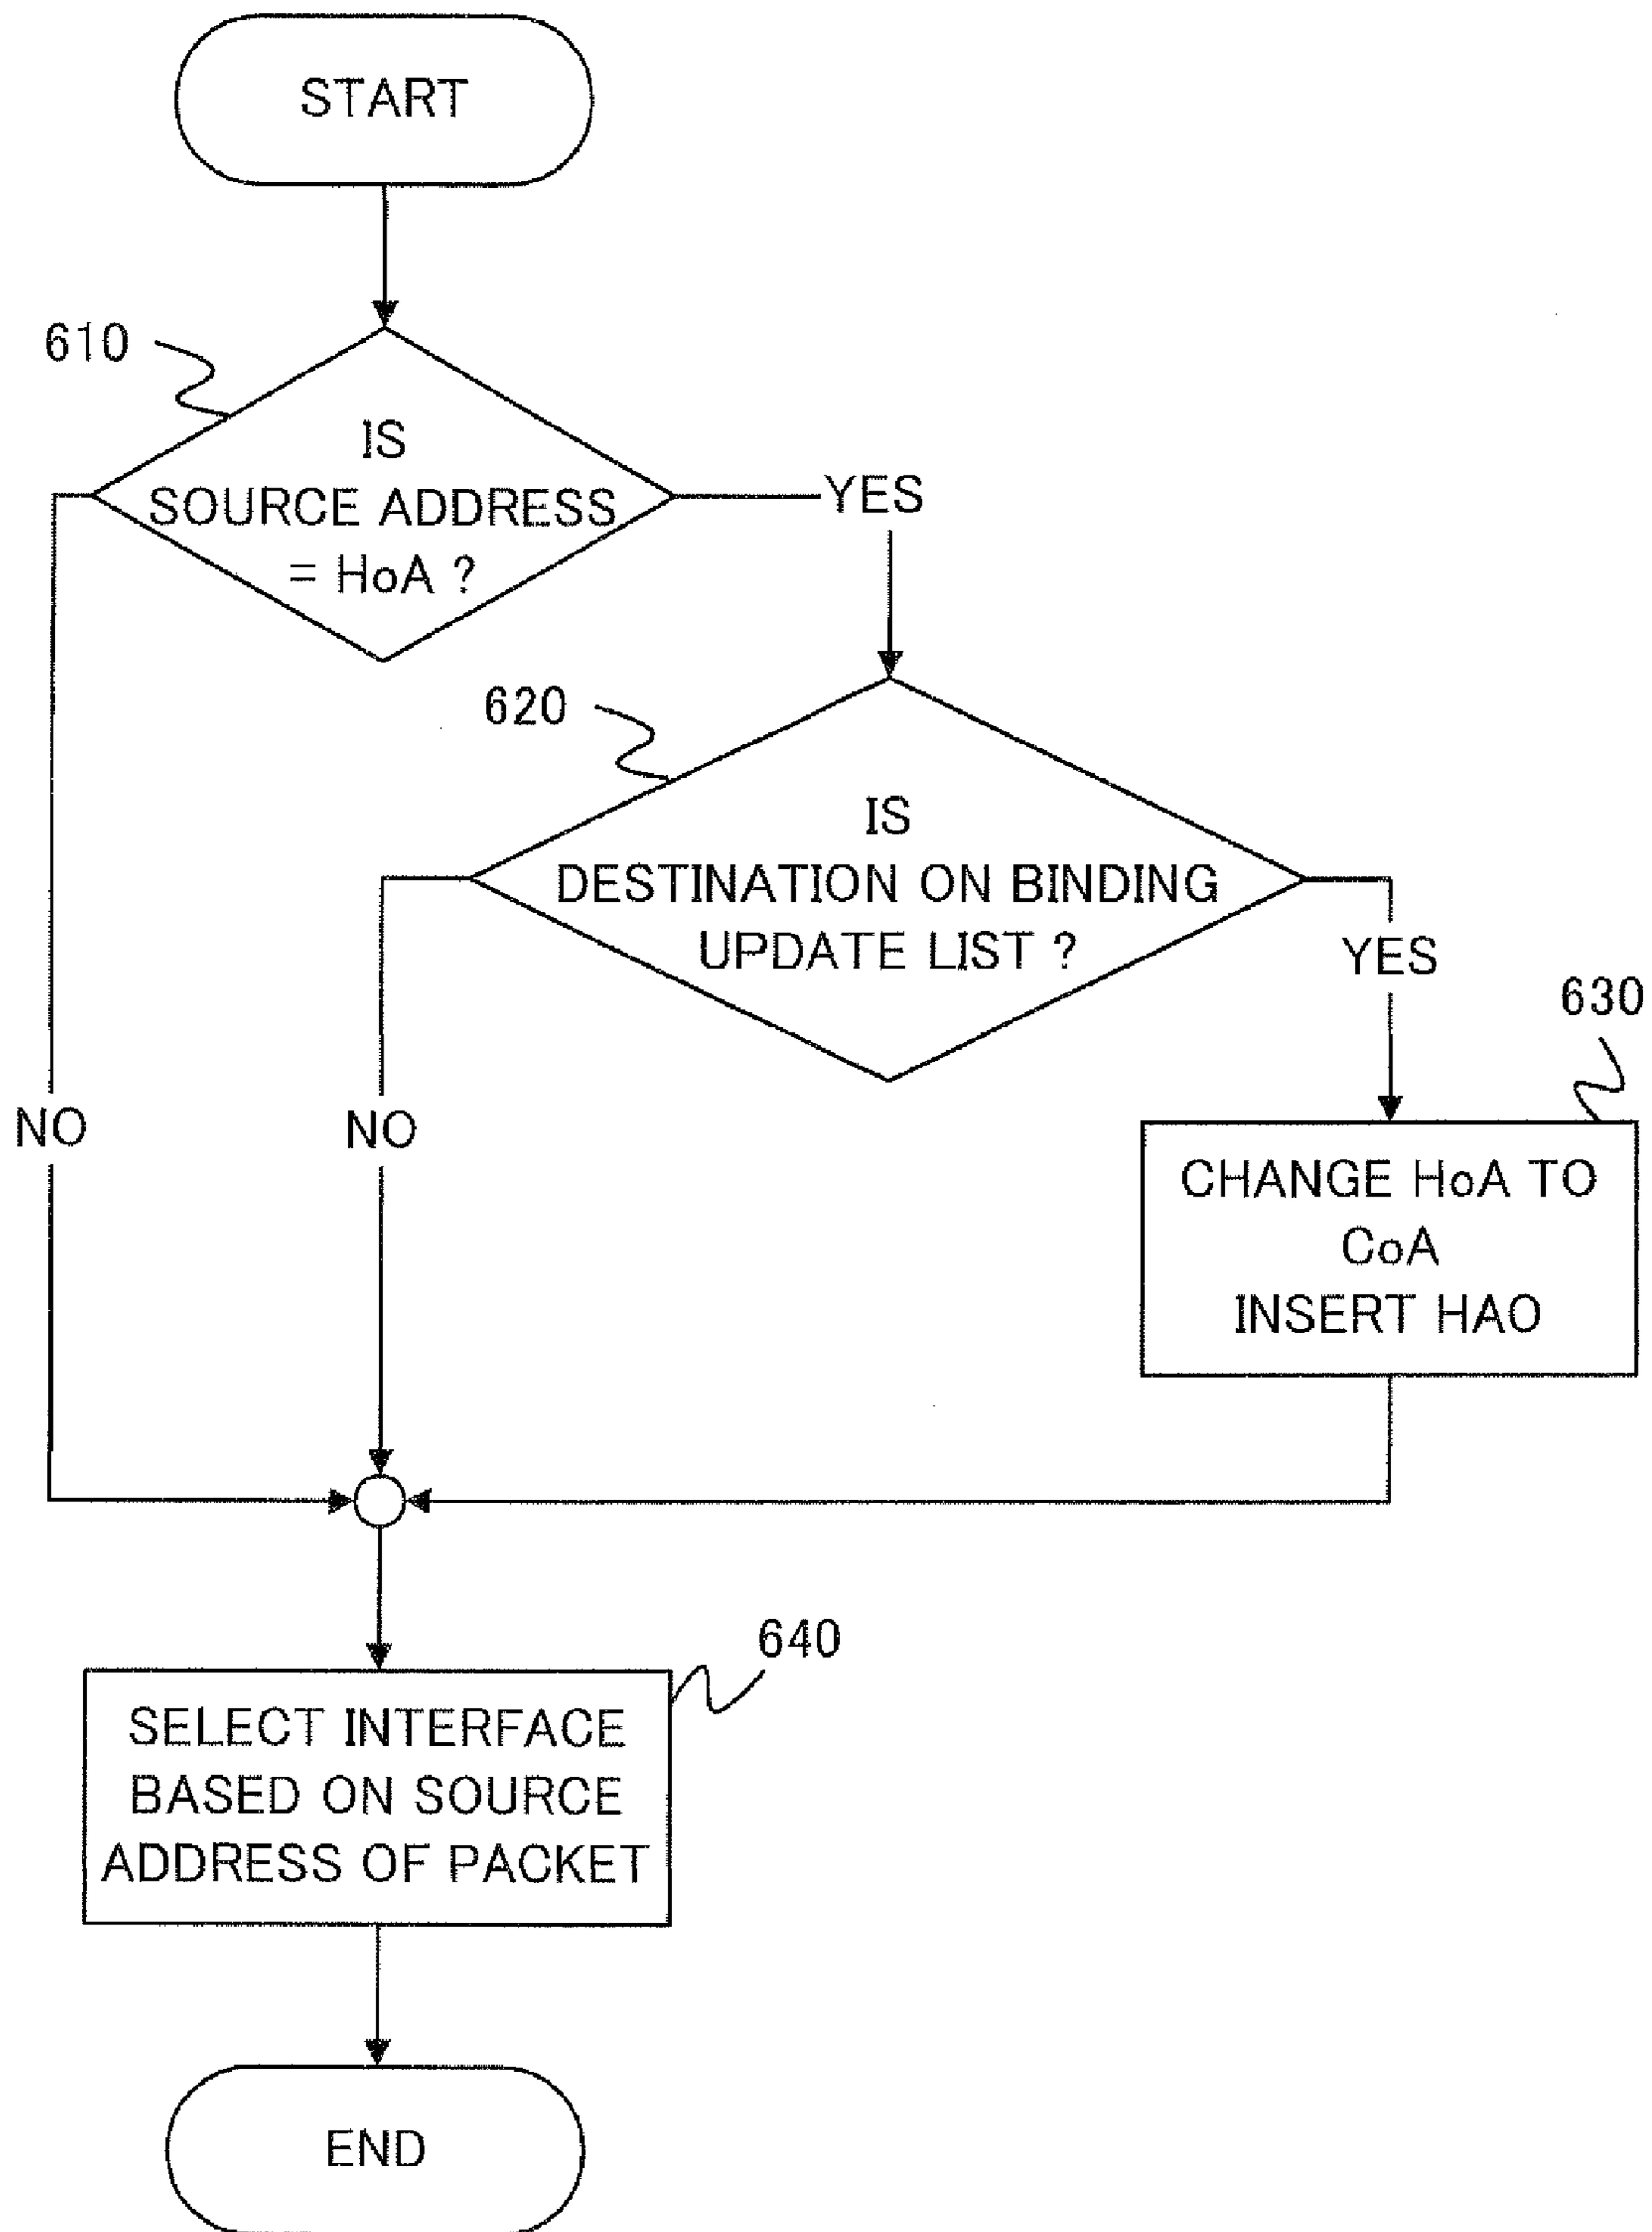 START
610
IS
SOURCE ADDRESS
= HoA ?
YES
620
IS
DESTINATION ON BINDING
UPDATE LIST ?
YES
630
NO
NO
CHANGE HoA TO
CoA
INSERT HAO
640
SELECT INTERFACE
BASED ON SOURCE
ADDRESS OF PACKET
END